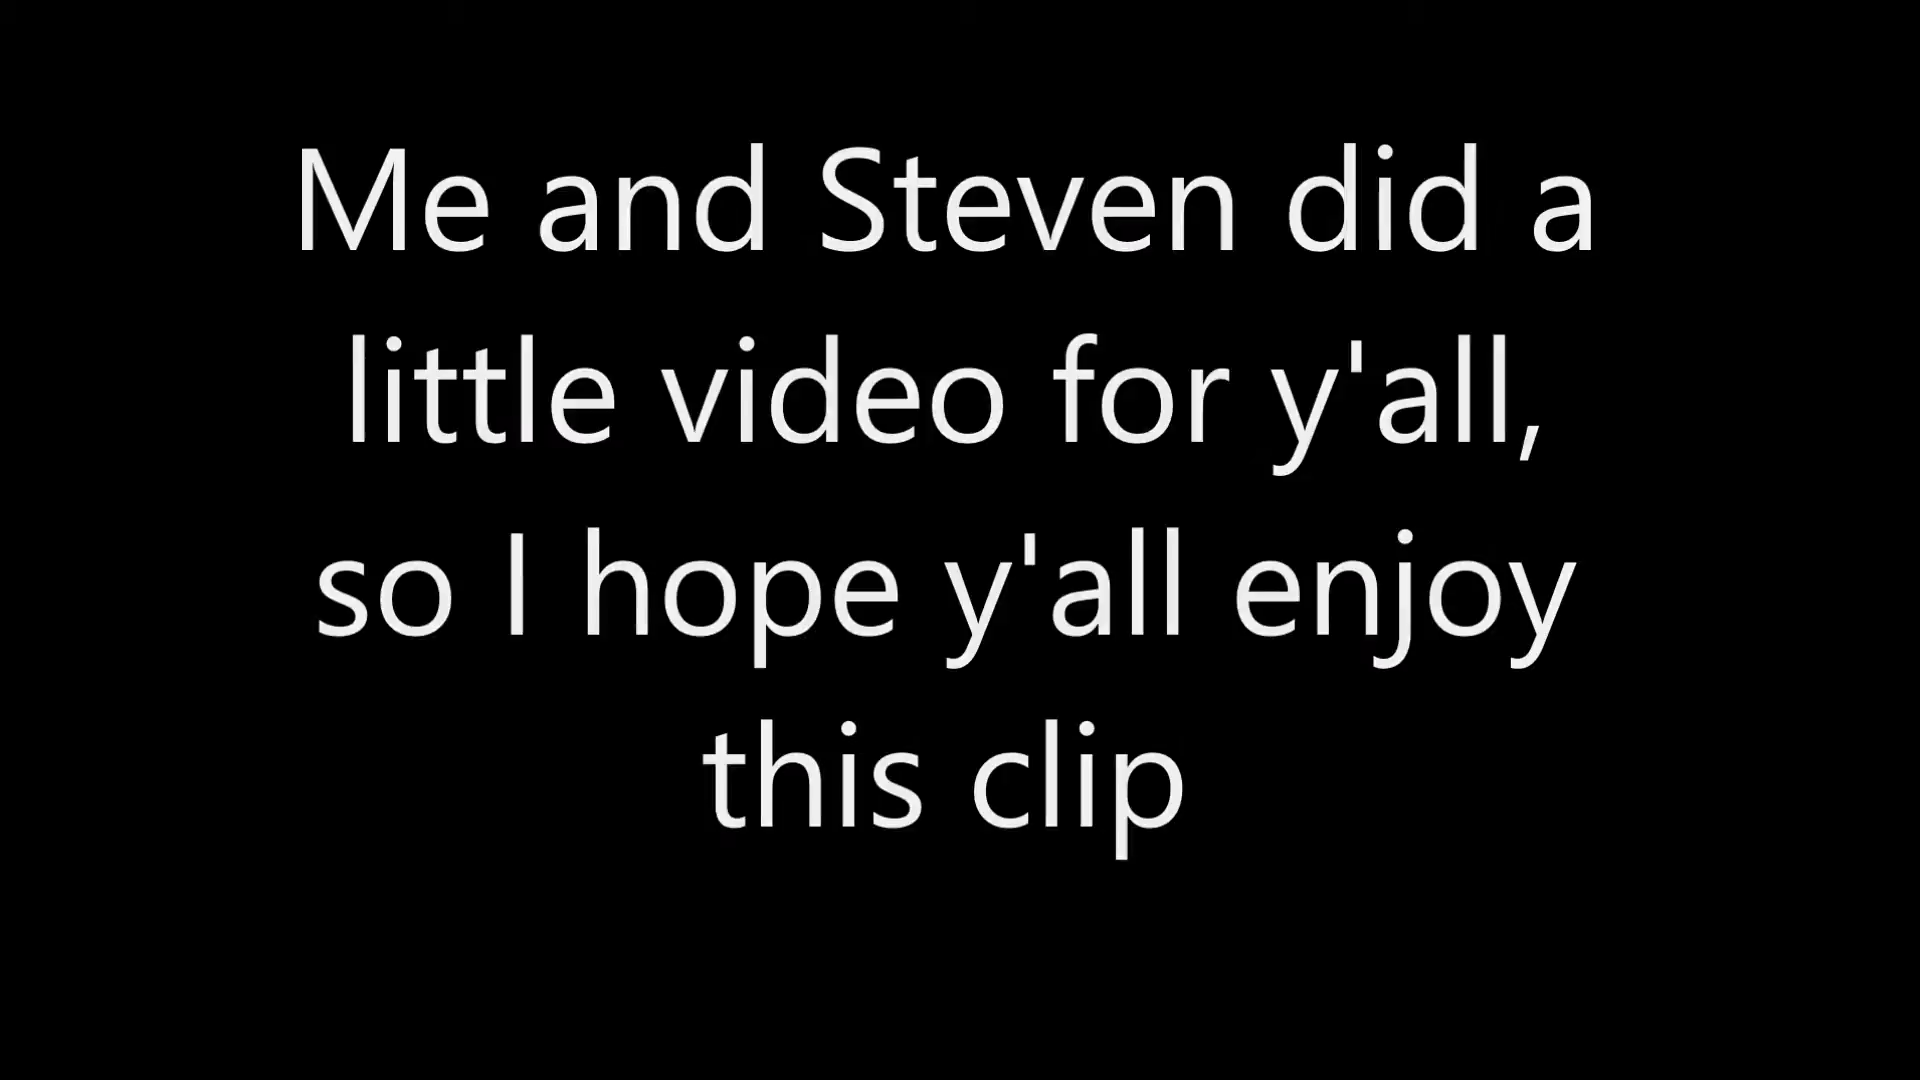 Me and Steven did a
little video for y'all,
so I hope y'all enjoy
this clip